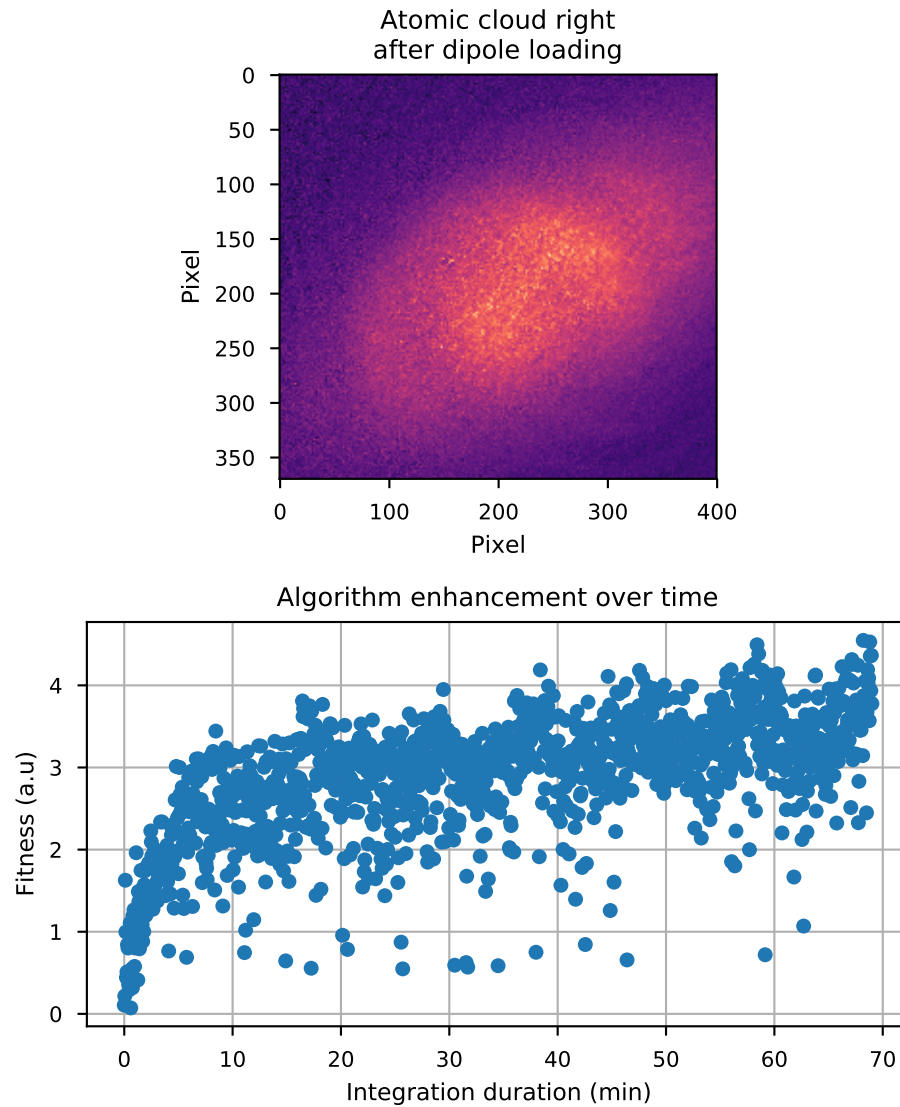 Atomic cloud right
after dipole loading
0
50
100
150
200
250
300
350
Pixel
0 100 200 300 400
Pixel
Algorithm enhancement over time
4
3
2
1
0
Fitness (a.u)
0 10 20 30 40 50 60 70
Integration duration (min)